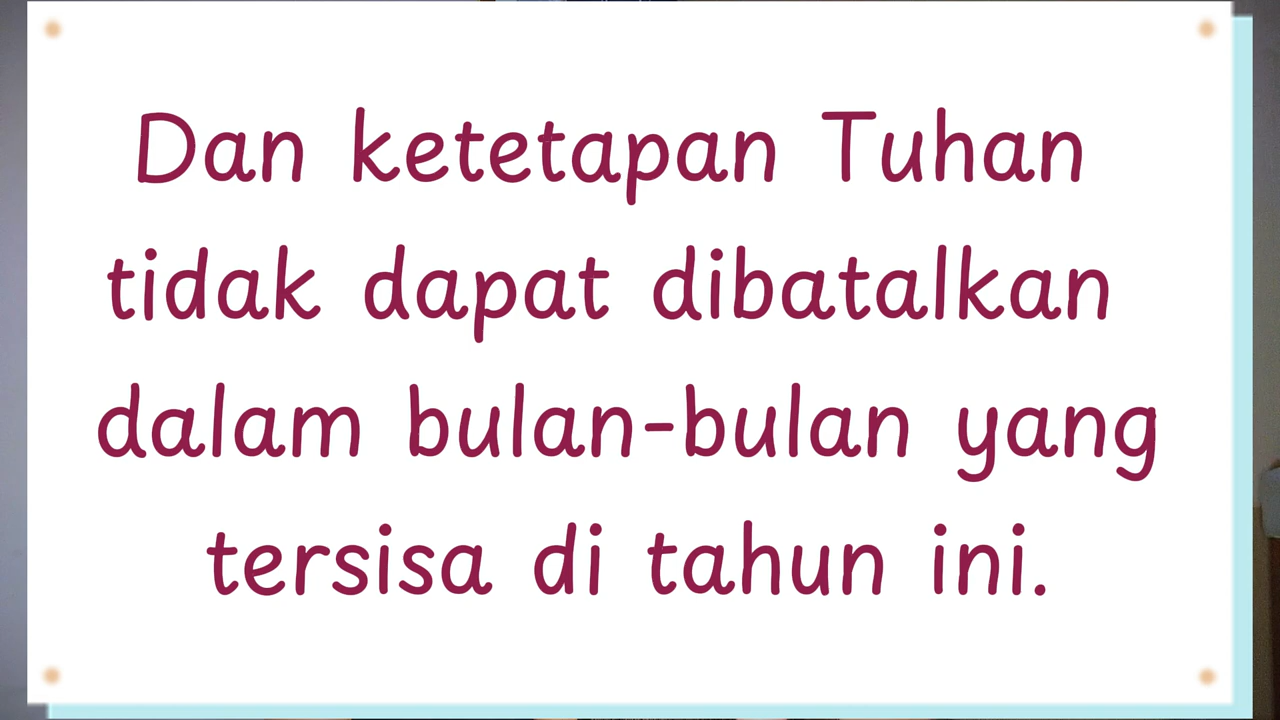 Dan ketetapan Tuhan
tidak dapat dibatalkan
dalam bulan-bulan yang
tersisa di tahun ini.